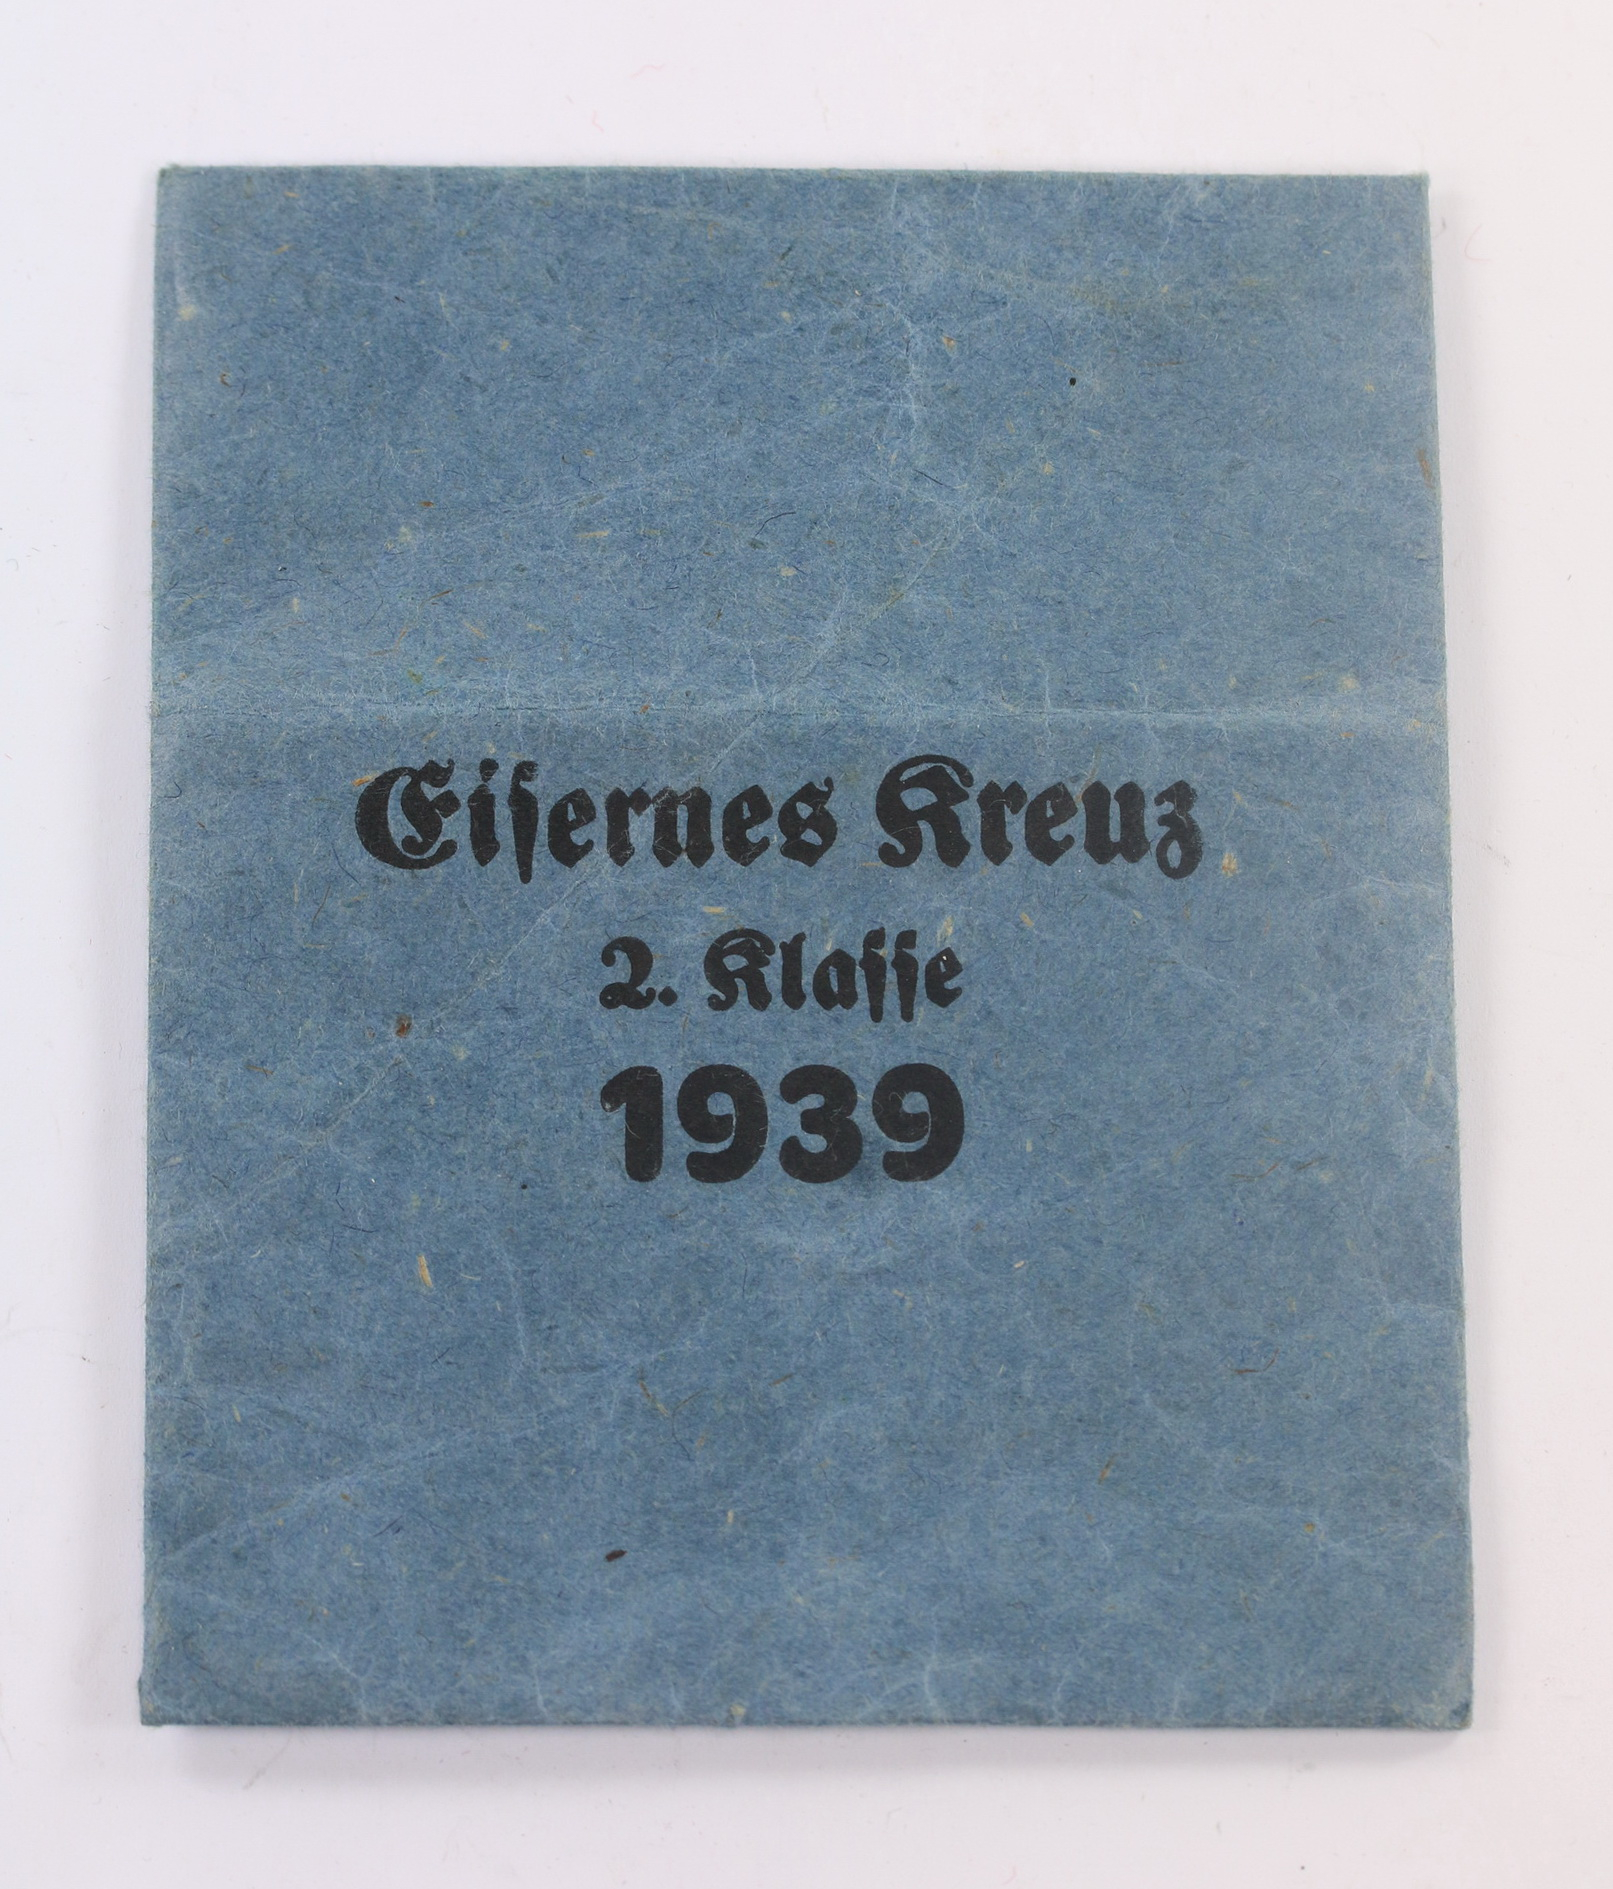 Eiſernes Kreuz
2. Klaſſe
1939